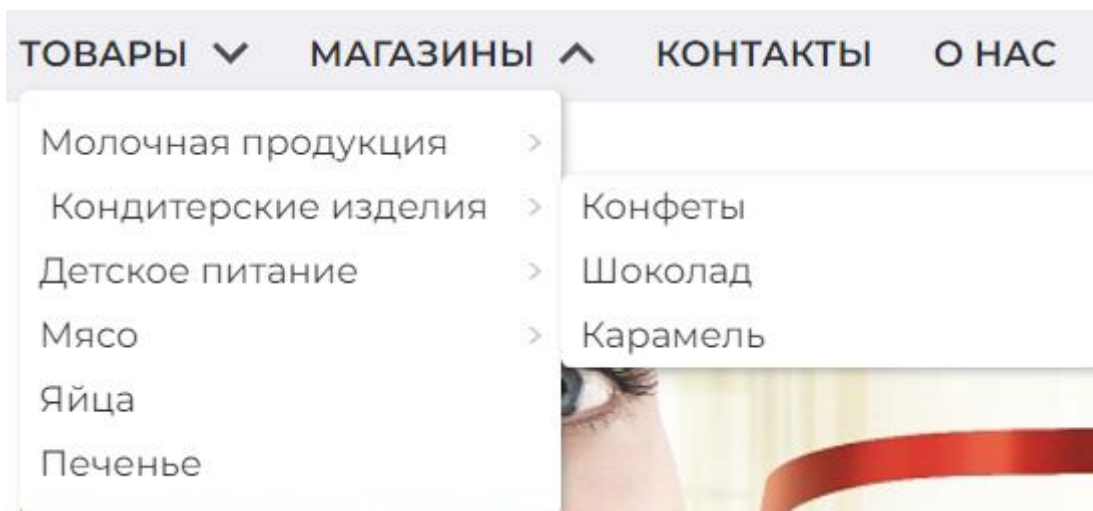 ТОВАРЫ МАГАЗИНЫ КОНТАКТЫ О НАС
Молочная продукция
Кондитерские изделия
Детское питание
Мясо
Яйца
Печенье
Конфеты
Шоколад
Карамель